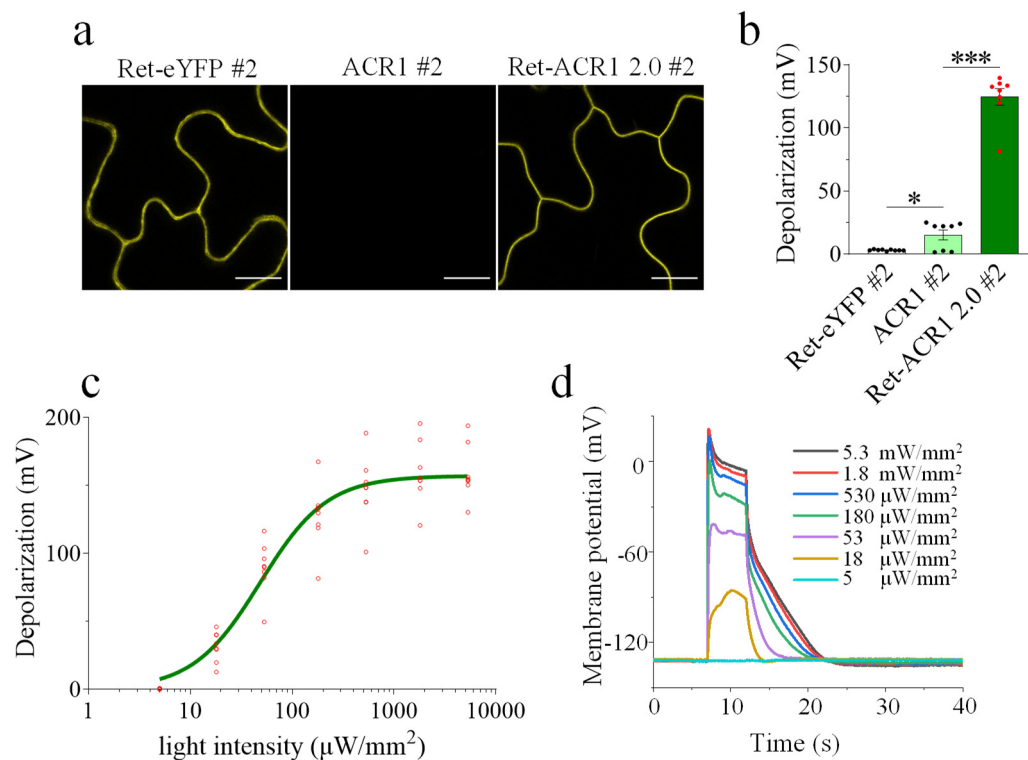 a
Ret-eYFP #2
ACR1 #2
Ret-ACR1 2.0 #2
b
Depolarization (mV)
150
100
50
0
***
*
Ret-eYFP #2
ACR1 #2
Ret-ACR1 2.0 #2
c
Depolarization (mV)
200
100
0
1
10
100
1000
10000
light intensity (µW/mm²)
d
Membrane potential (mV)
0
-60
-120
5.3 mW/mm²
1.8 mW/mm²
530 µW/mm²
180 µW/mm²
53 µW/mm²
18 µW/mm²
5 µW/mm²
0
10
20
30
40
Time (s)